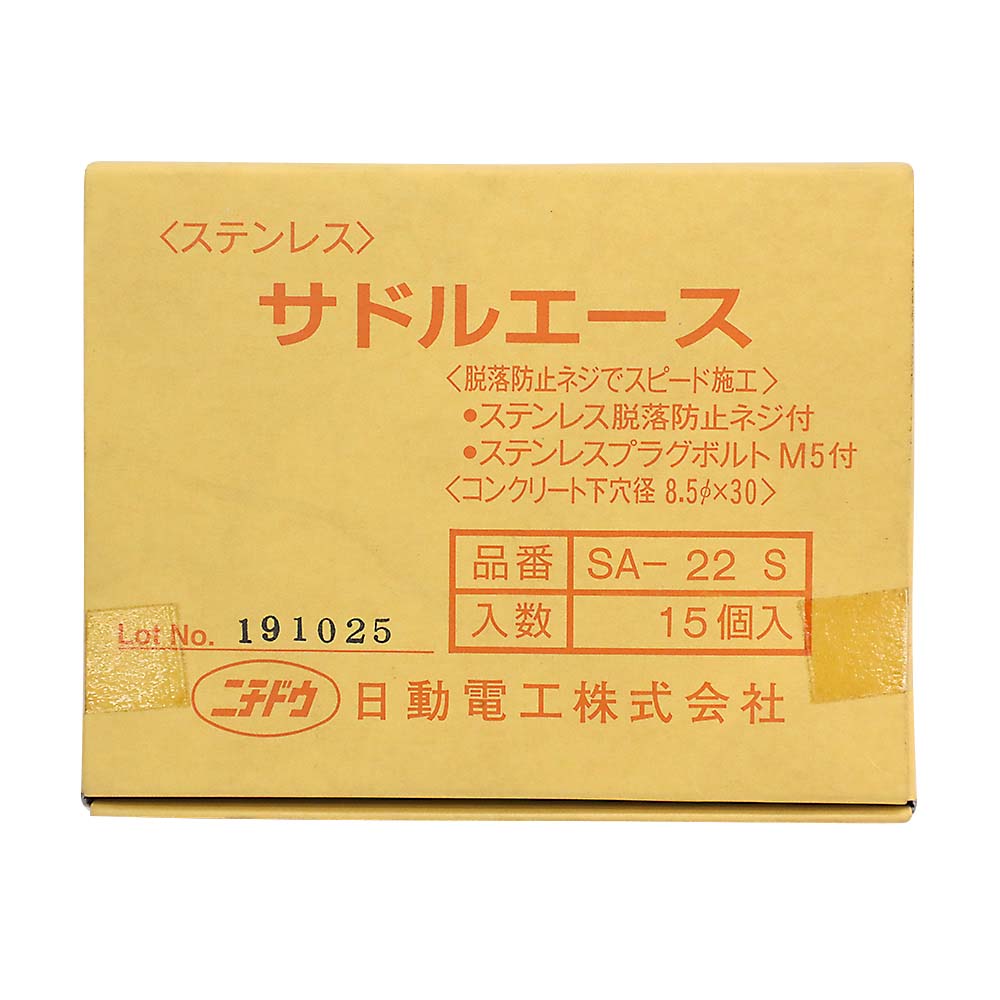 〈ステンレス〉
サドルエース
〈脱落防止ネジでスピード施工〉
•ステンレス脱落防止ネジ付
•ステンレスプラグボルト M5付
〈コンクリート下穴径 8.5φ×30〉
品番 SA- 22 S
入数 15個入
Lot No. 191025
ニチドウ 日動電工株式会社